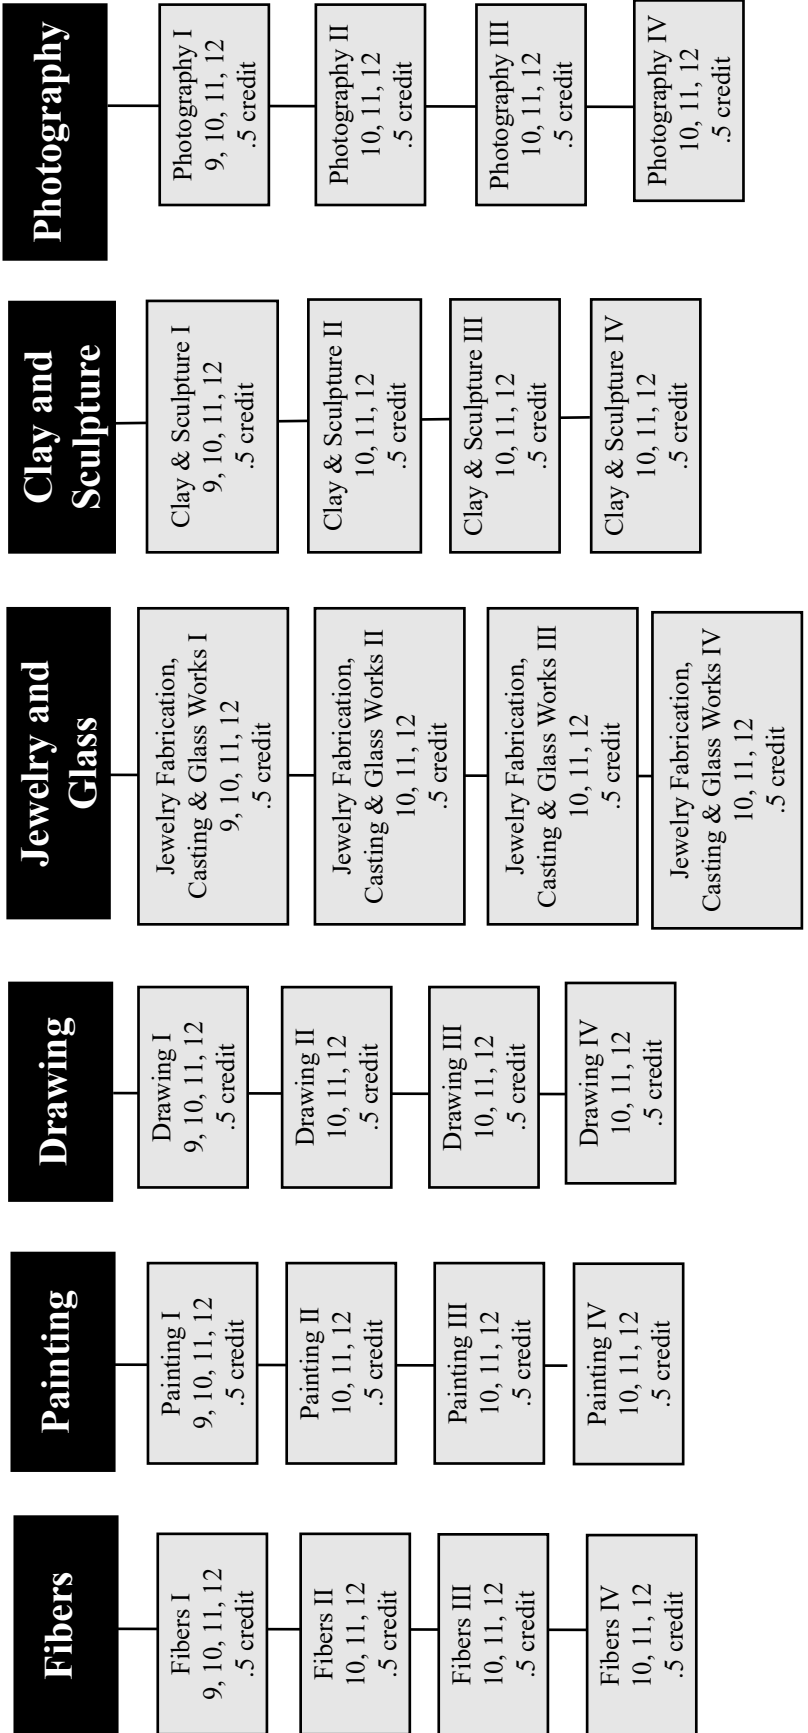 Fibers
Fibers I
9, 10, 11, 12
.5 credit
Fibers II
10, 11, 12
.5 credit
Fibers III
10, 11, 12
.5 credit
Fibers IV
10, 11, 12
.5 credit
Painting
Painting I
9, 10, 11, 12
.5 credit
Painting II
10, 11, 12
.5 credit
Painting III
10, 11, 12
.5 credit
Painting IV
10, 11, 12
.5 credit
Drawing
Drawing I
9, 10, 11, 12
.5 credit
Drawing II
10, 11, 12
.5 credit
Drawing III
10, 11, 12
.5 credit
Drawing IV
10, 11, 12
.5 credit
Jewelry and
Glass
Jewelry Fabrication,
Casting & Glass Works I
9, 10, 11, 12
.5 credit
Jewelry Fabrication,
Casting & Glass Works II
10, 11, 12
.5 credit
Jewelry Fabrication,
Casting & Glass Works III
10, 11, 12
.5 credit
Jewelry Fabrication,
Casting & Glass Works IV
10, 11, 12
.5 credit
Clay and
Sculpture
Clay & Sculpture I
9, 10, 11, 12
.5 credit
Clay & Sculpture II
10, 11, 12
.5 credit
Clay & Sculpture III
10, 11, 12
.5 credit
Clay & Sculpture IV
10, 11, 12
.5 credit
Photography
Photography I
9, 10, 11, 12
.5 credit
Photography II
10, 11, 12
.5 credit
Photography III
10, 11, 12
.5 credit
Photography IV
10, 11, 12
.5 credit